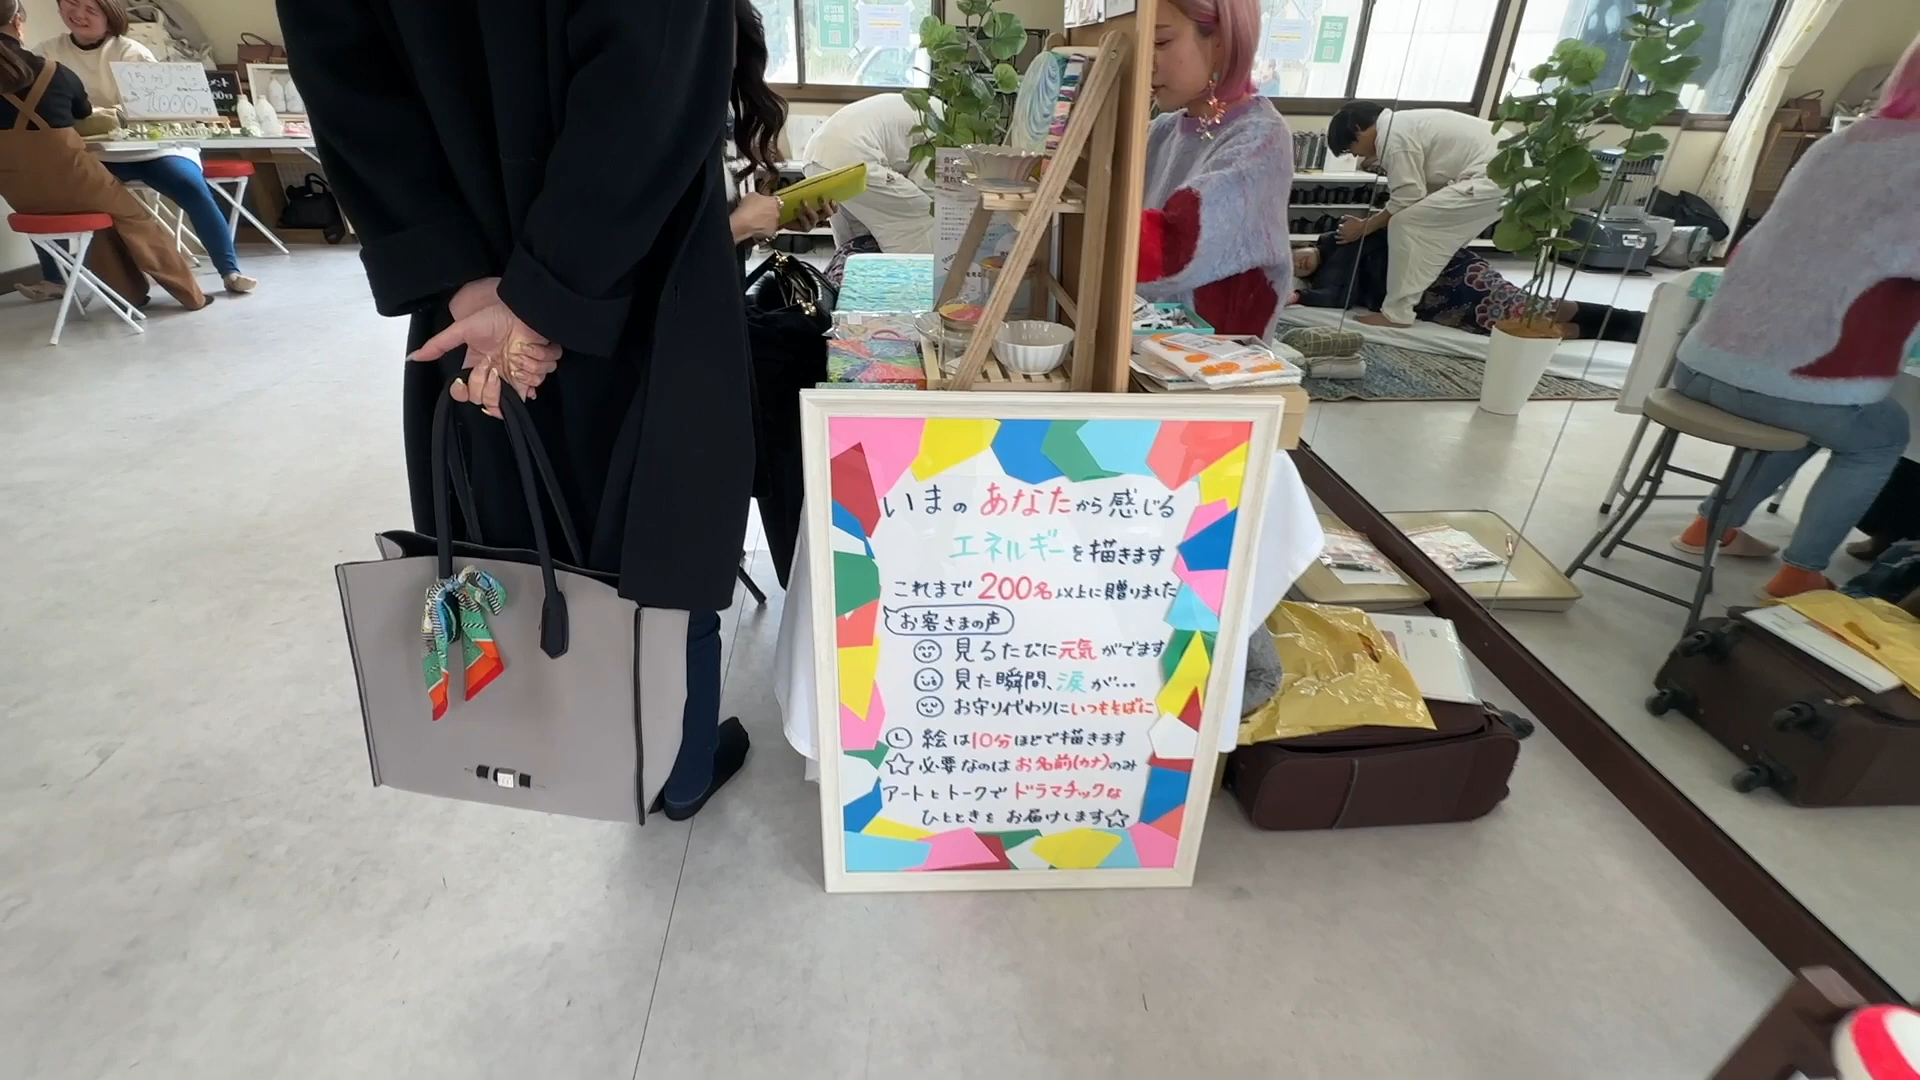 いまの あなたから感じる
エネルギーを描きます
これまで 200名以上に贈りました
お客さまの声
見るたびに元気がでます
見た瞬間、涙が…
お守り代わりにいつもそばに
絵は10分ほどで描きます
☆必要なのは お名前(カナ)のみ
アートとトークで ドラマチックな
ひとときを お届けします☆
15分
1000